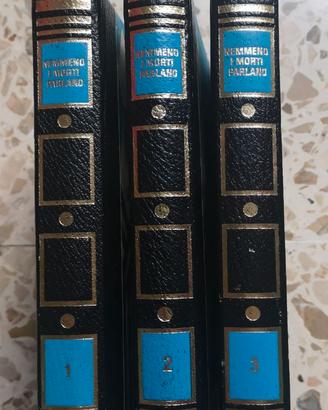 NEMMENO
I MORTI
PARLANO
1
NEMMENO
I MORTI
PARLANO
2
NEMMENO
I MORTI
PARLANO
3